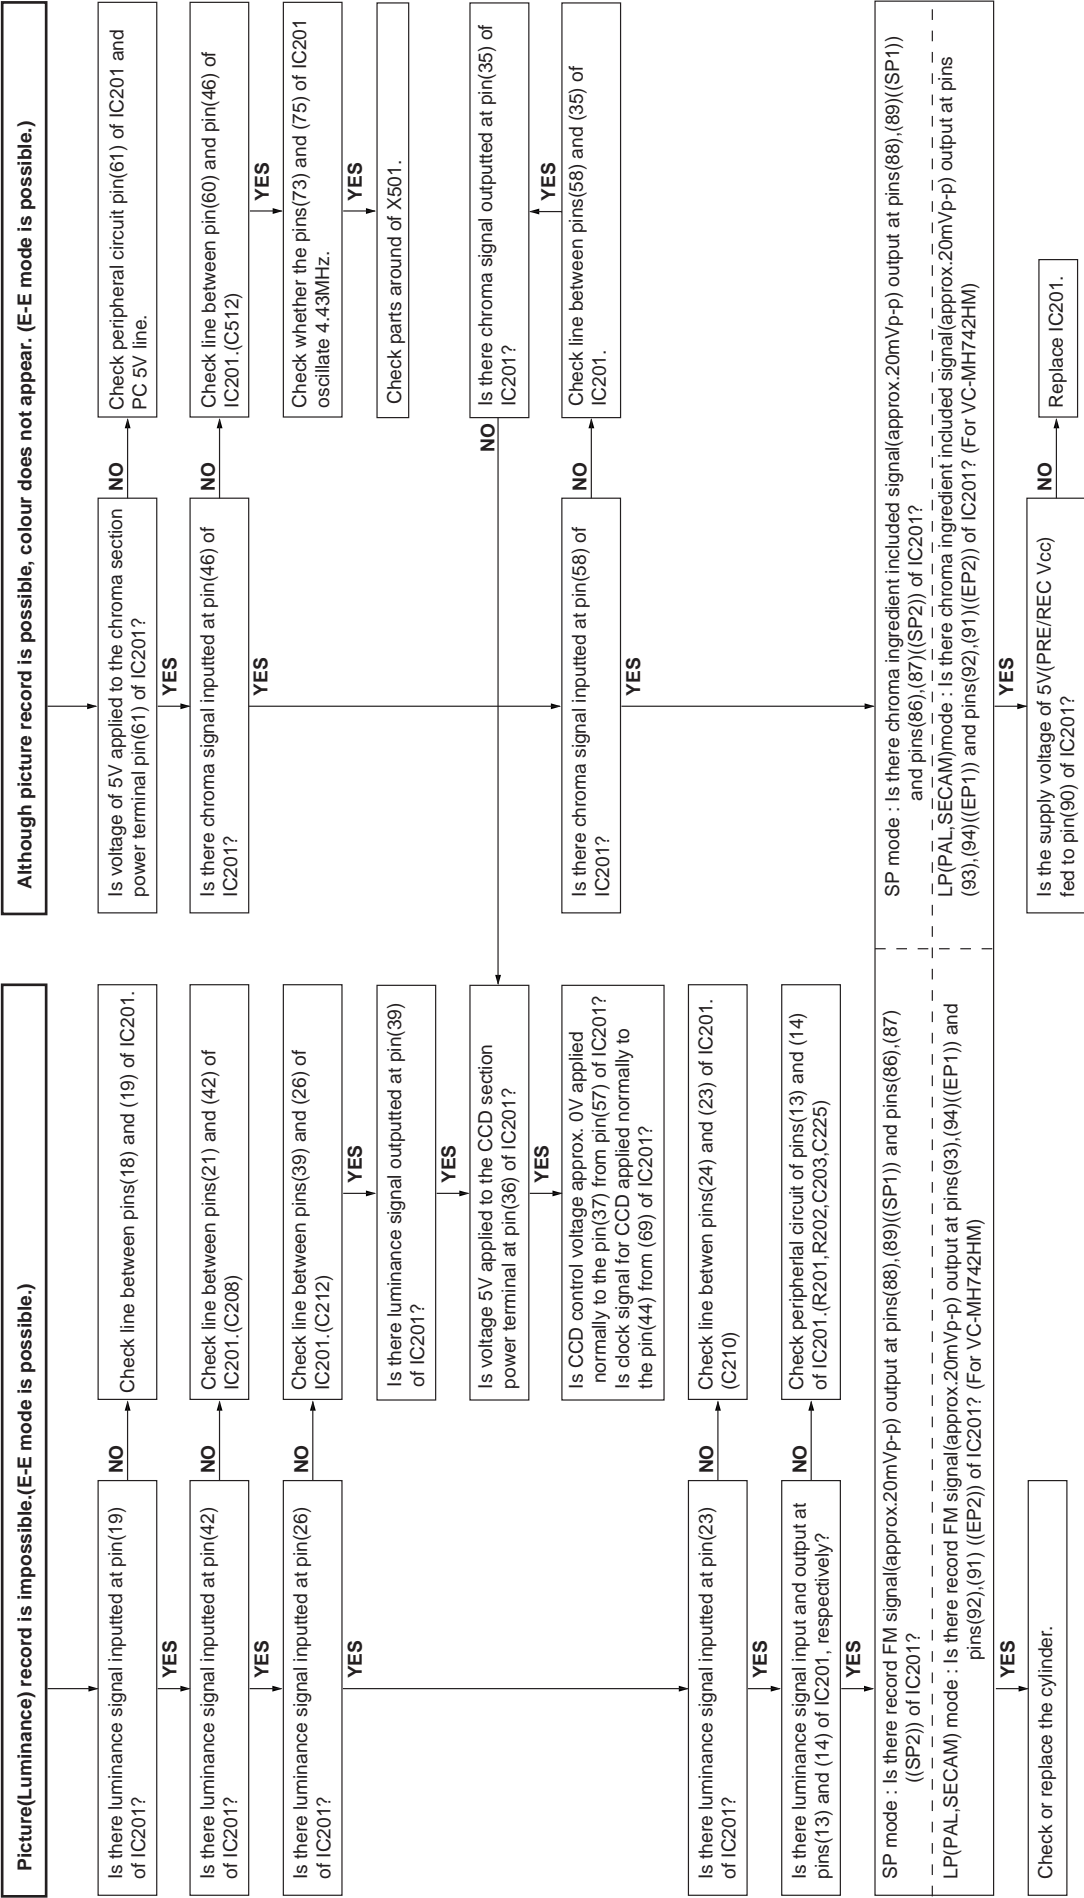 Picture(Luminance) record is impossible.(E-E mode is possible.)
Is there luminance signal inputted at pin(19)
of IC201?
NO
Check line between pins(18) and (19) of IC201.
YES
Is there luminance signal inputted at pin(42)
of IC201?
NO
Check line between pins(21) and (42) of
IC201.(C208)
YES
Is there luminance signal inputted at pin(26)
of IC201?
NO
Check line between pins(39) and (26) of
IC201.(C212)
YES
Is there luminance signal outputted at pin(39)
of IC201?
YES
Is voltage 5V applied to the CCD section
power terminal at pin(36) of IC201?
YES
Is CCD control voltage approx. 0V applied
normally to the pin(37) from pin(57) of IC201?
Is clock signal for CCD applied normally to
the pin(44) from (69) of IC201?
YES
Is there luminance signal inputted at pin(23)
of IC201?
NO
Check line between pins(24) and (23) of IC201.
(C210)
YES
Is there luminance signal input and output at
pins(13) and (14) of IC201, respectively?
NO
Check peripherlal circuit of pins(13) and (14)
of IC201.(R201,R202,C203,C225)
YES
SP mode : Is there record FM signal(approx.20mVp-p) output at pins(88),(89)((SP1)) and pins(86),(87)
((SP2)) of IC201?
LP(PAL,SECAM) mode : Is there record FM signal(approx.20mVp-p) output at pins(93),(94)((EP1)) and
pins(92),(91) ((EP2)) of IC201? (For VC-MH742HM)
YES
Check or replace the cylinder.
Although picture record is possible, colour does not appear. (E-E mode is possible.)
Is voltage of 5V applied to the chroma section
power terminal pin(61) of IC201?
NO
Check peripheral circuit pin(61) of IC201 and
PC 5V line.
YES
Is there chroma signal inputted at pin(46) of
IC201?
NO
Check line between pin(60) and pin(46) of
IC201.(C512)
YES
Check whether the pins(73) and (75) of IC201
oscillate 4.43MHz.
YES
Check parts around of X501.
YES
Is there chroma signal outputted at pin(35) of
IC201?
NO
YES
Is there chroma signal inputted at pin(58) of
IC201?
NO
Check line between pins(58) and (35) of
IC201.
YES
SP mode : Is there chroma ingredient included signal(approx.20mVp-p) output at pins(88),(89)((SP1))
and pins(86),(87)((SP2)) of IC201?
LP(PAL,SECAM)mode : Is there chroma ingredient included signal(approx.20mVp-p) output at pins
(93),(94)((EP1)) and pins(92),(91)((EP2)) of IC201? (For VC-MH742HM)
YES
Is the supply voltage of 5V(PRE/REC Vcc)
fed to pin(90) of IC201?
NO
Replace IC201.